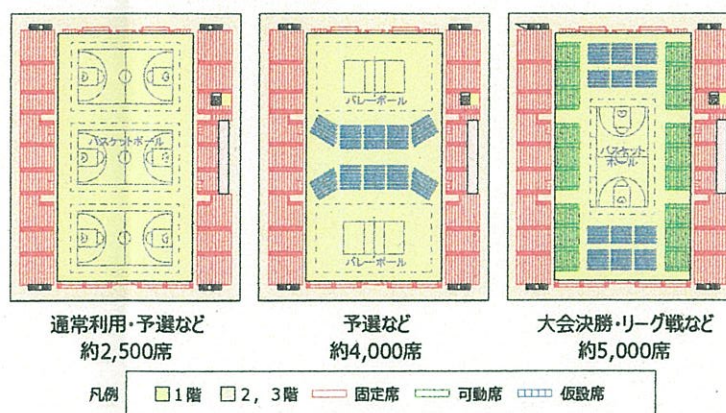 バスケットボール
バレーボール
バレーボール
バスケット
ボール
通常利用・予選など
約2,500席
予選など
約4,000席
大会決勝・リーグ戦など
約5,000席
凡例 1階 2，3階 固定席 可動席 仮設席